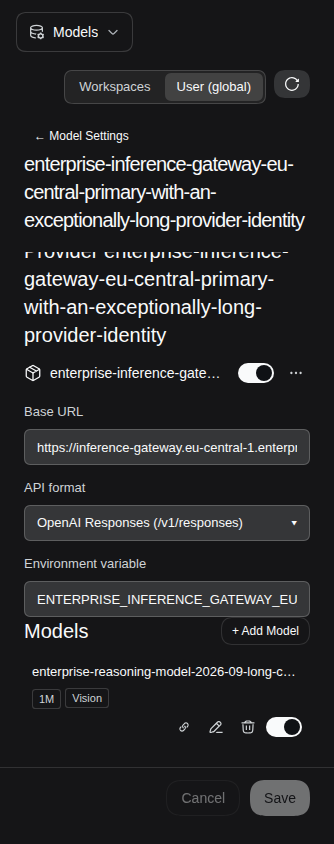 Models
Workspaces
User (global)
← Model Settings
enterprise-inference-gateway-eu-
central-primary-with-an-
exceptionally-long-provider-identity
Provider enterprise-inference-
gateway-eu-central-primary-
with-an-exceptionally-long-
provider-identity
enterprise-inference-gate...
Base URL
https://inference-gateway.eu-central-1.enterpr
API format
OpenAI Responses (/v1/responses)
Environment variable
ENTERPRISE_INFERENCE_GATEWAY_EU
Models
+ Add Model
enterprise-reasoning-model-2026-09-long-c...
1M
Vision
Cancel
Save